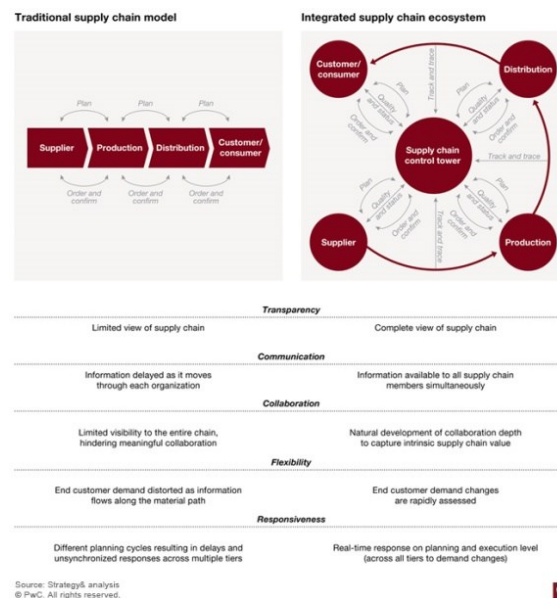 Traditional supply chain model
Plan
Plan
Plan
Supplier
Production
Distribution
Customer/
consumer
Order and
confirm
Order and
confirm
Order and
confirm
Integrated supply chain ecosystem
Customer/
consumer
Distribution
Track and trace
Plan
Quality
and status
Order and
confirm
Plan
Quality
and status
Order and
confirm
Supply chain
control tower
Track and trace
Plan
Quality
and status
Order and
confirm
Plan
Quality
and status
Order and
confirm
Track and trace
Supplier
Production
Transparency
Limited view of supply chain
Complete view of supply chain
Communication
Information delayed as it moves
through each organization
Information available to all supply chain
members simultaneously
Collaboration
Limited visibility to the entire chain,
hindering meaningful collaboration
Natural development of collaboration depth
to capture intrinsic supply chain value
Flexibility
End customer demand distorted as information
flows along the material path
End customer demand changes
are rapidly assessed
Responsiveness
Different planning cycles resulting in delays and
unsynchronized responses across multiple tiers
Real-time response on planning and execution level
(across all tiers to demand changes)
Source: Strategy& analysis
© PwC. All rights reserved.